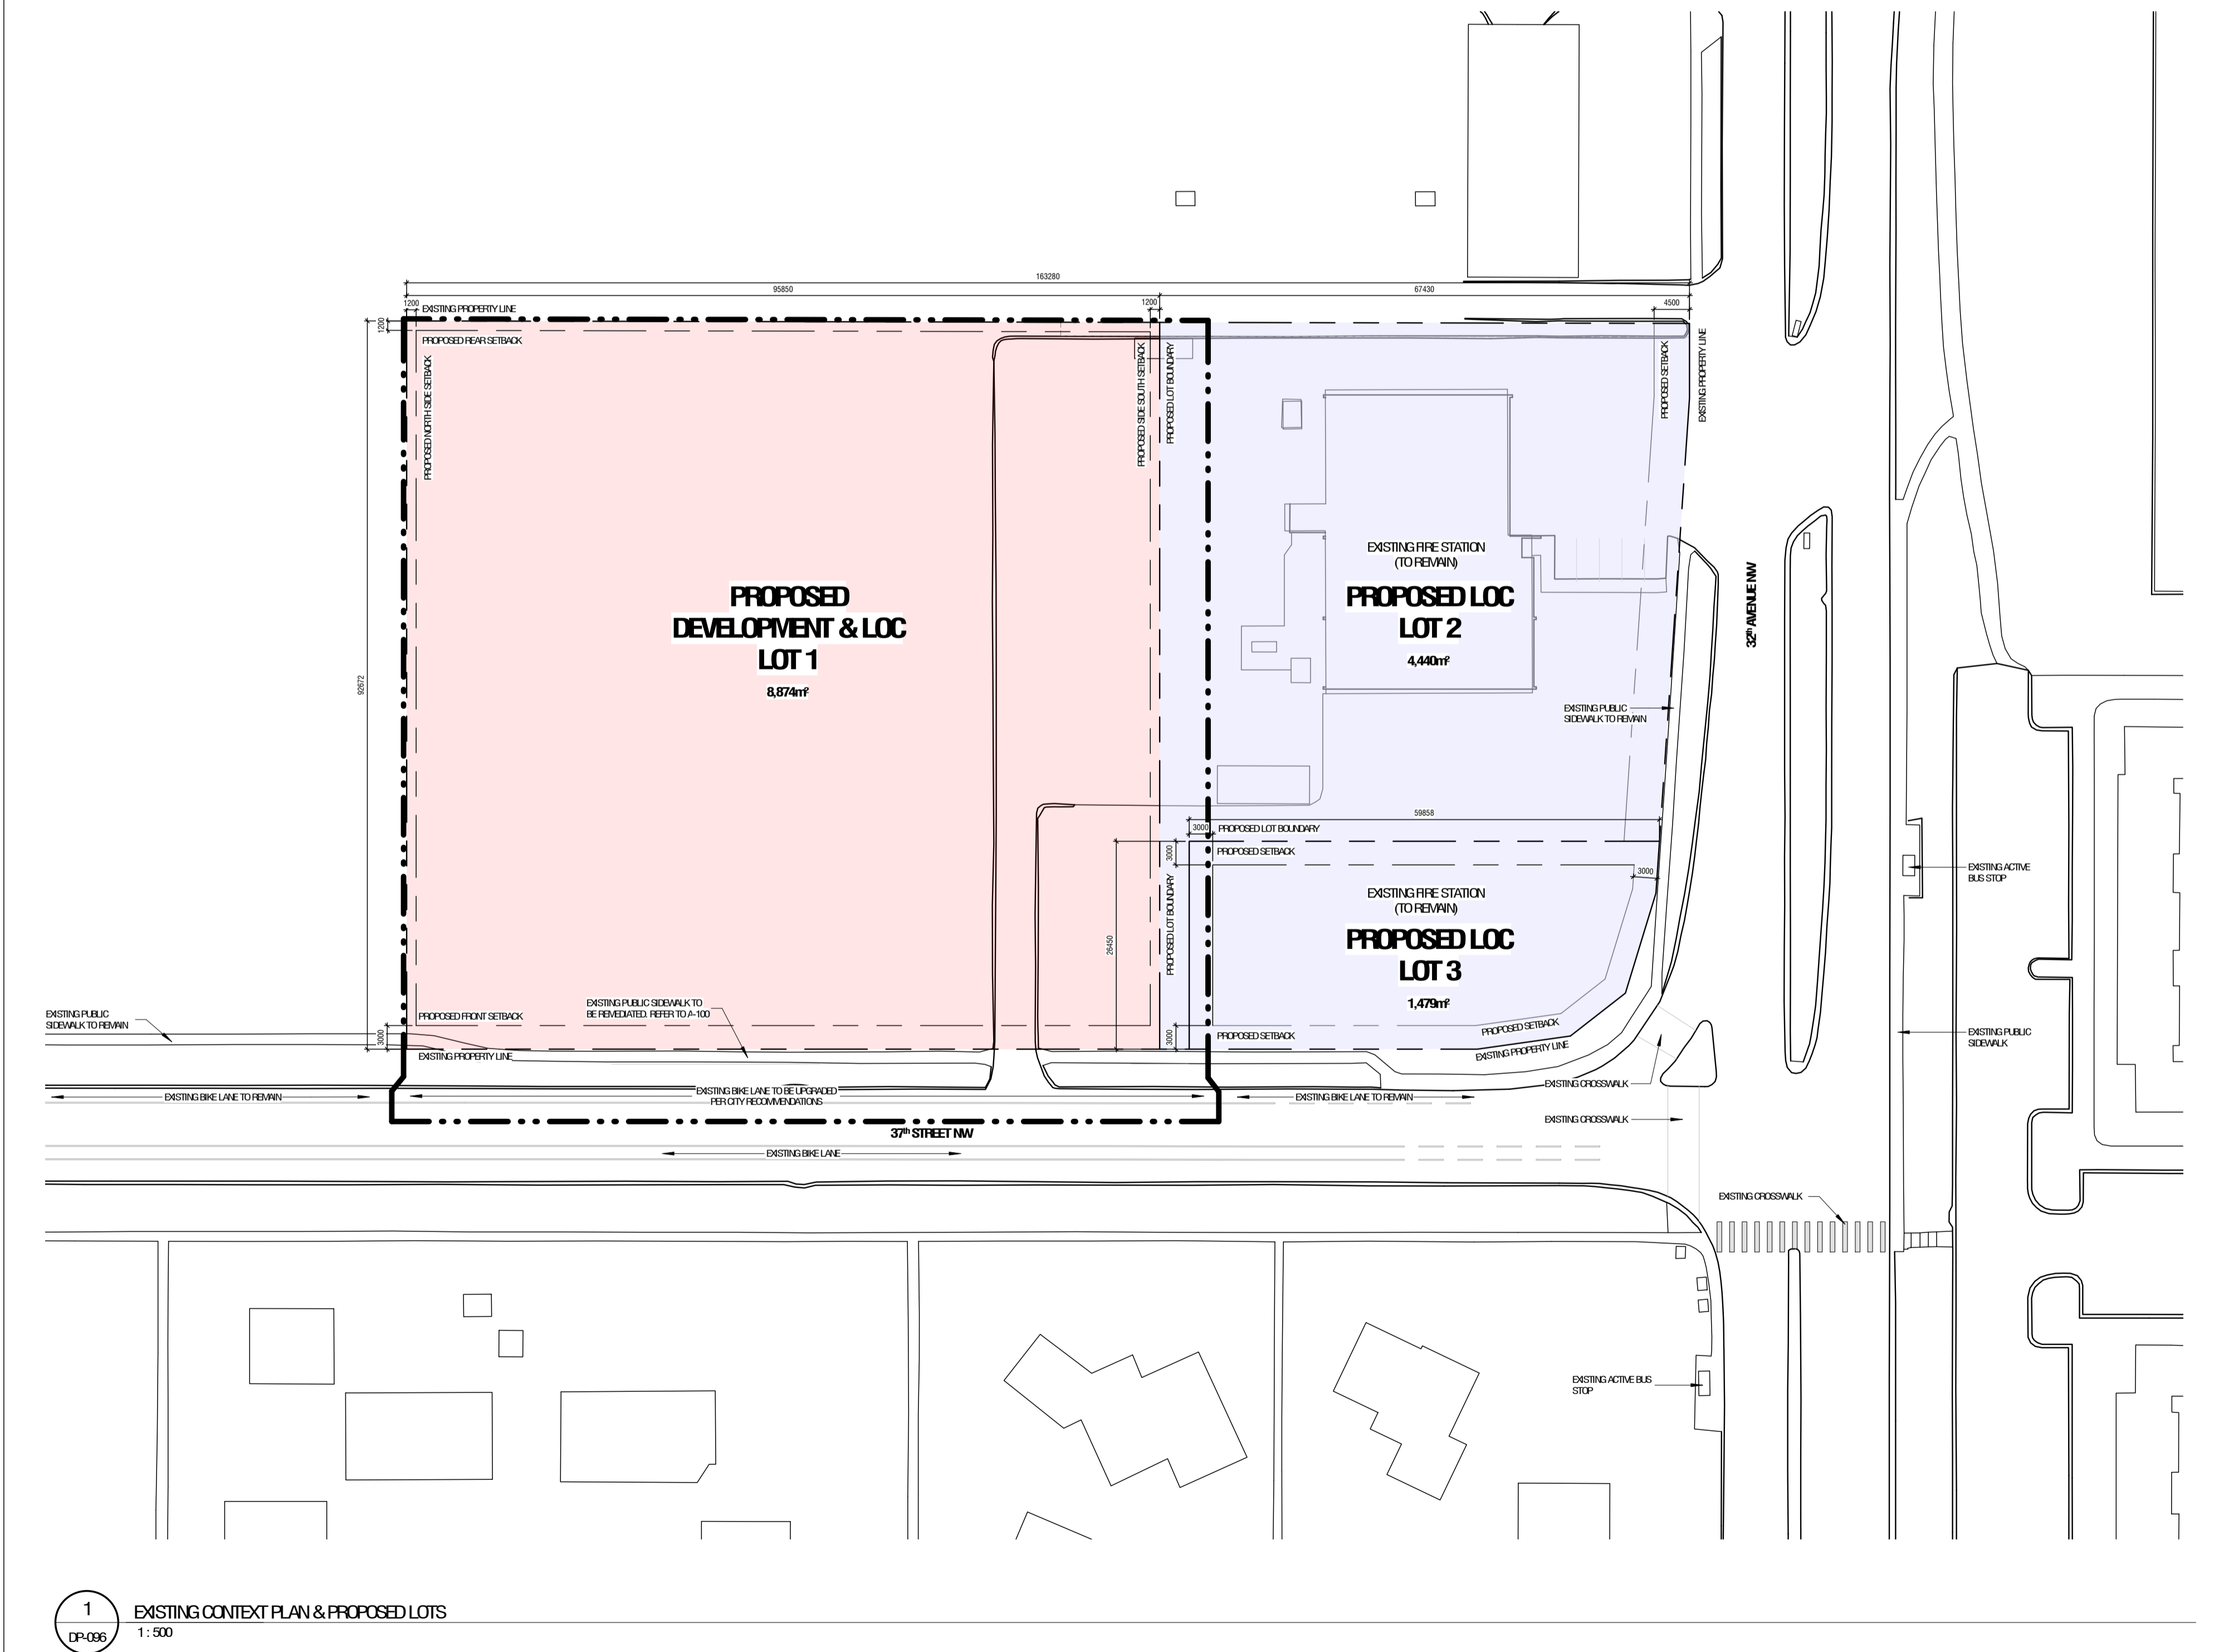 163280
95850
67430
1200
EXISTING PROPERTY LINE
1200
4500
1200
PROPOSED REAR SETBACK
PROPOSED NORTH SIDE SETBACK
PROPOSED SIDE SOUTH SETBACK
PROPOSED LOT BOUNDARY
PROPOSED SETBACK
EXISTING PROPERTY LINE
92672
PROPOSED
DEVELOPMENT & LOC
LOT 1
8,874m²
EXISTING FIRE STATION
(TO REMAIN)
PROPOSED LOC
LOT 2
4,440m²
32th AVENUE NW
EXISTING PUBLIC
SIDEWALK TO REMAIN
59858
3000
PROPOSED LOT BOUNDARY
3000
PROPOSED SETBACK
3000
PROPOSED LOT BOUNDARY
26450
EXISTING FIRE STATION
(TO REMAIN)
PROPOSED LOC
LOT 3
1,479m²
EXISTING ACTIVE
BUS STOP
EXISTING PUBLIC
SIDEWALK TO REMAIN
PROPOSED FRONT SETBACK
3000
EXISTING PUBLIC SIDEWALK TO
BE REMEDIATED. REFER TO A-100
3000
PROPOSED SETBACK
PROPOSED SETBACK
EXISTING PROPERTY LINE
EXISTING PROPERTY LINE
EXISTING PUBLIC
SIDEWALK
EXISTING CROSSWALK
EXISTING BIKE LANE TO REMAIN
EXISTING BIKE LANE TO BE UPGRADED
PER CITY RECOMMENDATIONS
EXISTING BIKE LANE TO REMAIN
EXISTING CROSSWALK
37th STREET NW
EXISTING BIKE LANE
EXISTING CROSSWALK
EXISTING ACTIVE BUS
STOP
1
DP-096
EXISTING CONTEXT PLAN & PROPOSED LOTS
1 : 500